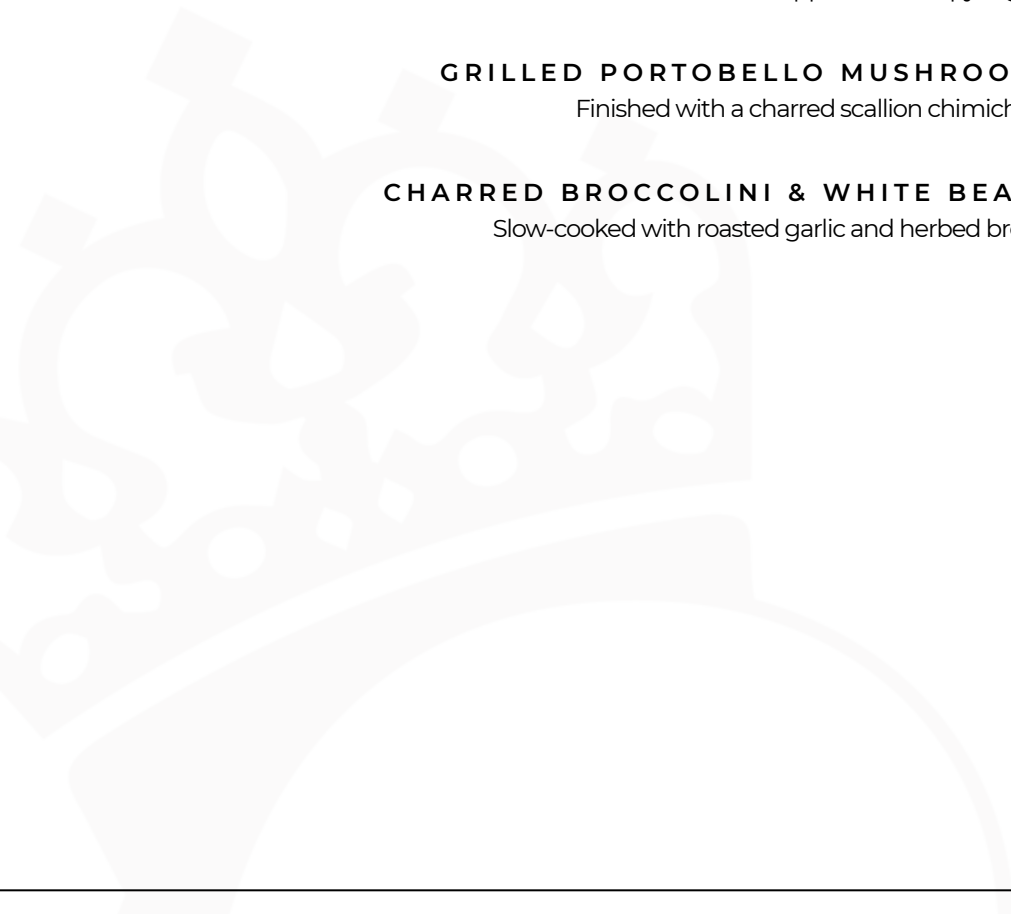 GRILLED PORTOBELLO MUSHROO
Finished with a charred scallion chimich
CHARRED BROCCOLINI & WHITE BEA
Slow-cooked with roasted garlic and herbed br